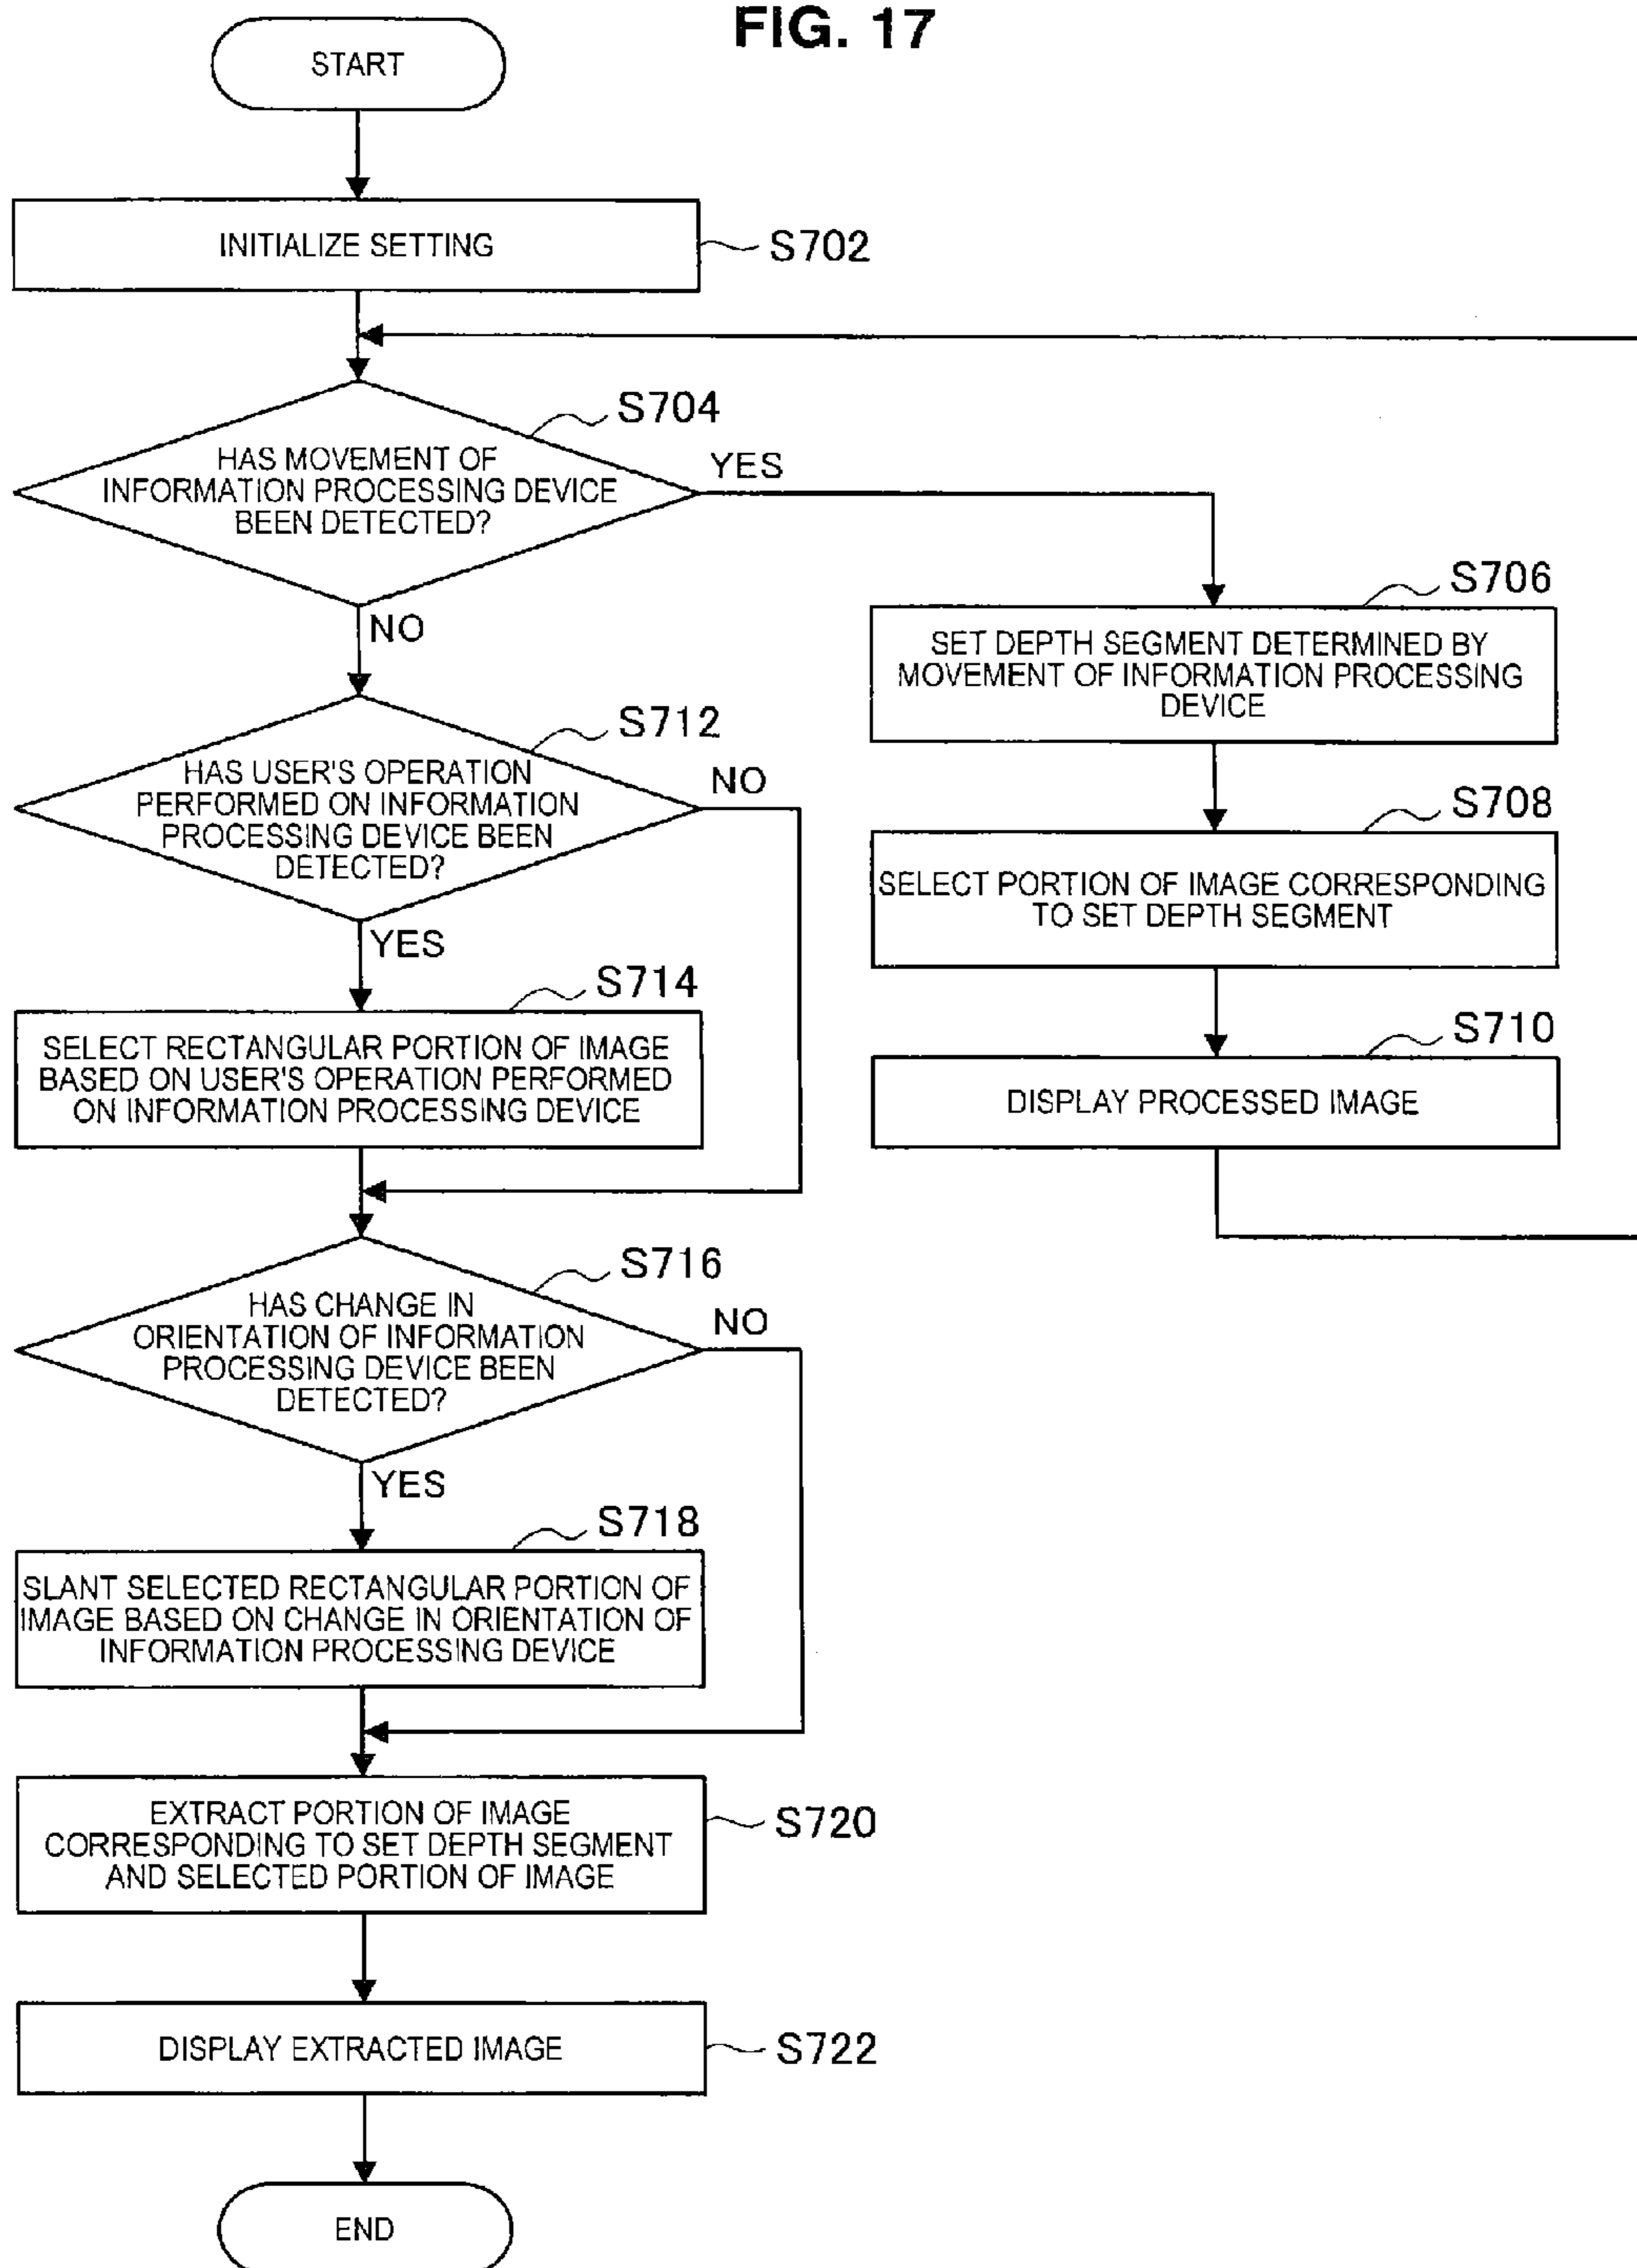 FIG. 17
START
INITIALIZE SETTING
S702
S704
HAS MOVEMENT OF
INFORMATION PROCESSING DEVICE
BEEN DETECTED?
YES
NO
S706
SET DEPTH SEGMENT DETERMINED BY
MOVEMENT OF INFORMATION PROCESSING
DEVICE
S708
SELECT PORTION OF IMAGE CORRESPONDING
TO SET DEPTH SEGMENT
S710
DISPLAY PROCESSED IMAGE
S712
HAS USER'S OPERATION
PERFORMED ON INFORMATION
PROCESSING DEVICE BEEN
DETECTED?
NO
YES
S714
SELECT RECTANGULAR PORTION OF IMAGE
BASED ON USER'S OPERATION PERFORMED
ON INFORMATION PROCESSING DEVICE
S716
HAS CHANGE IN
ORIENTATION OF INFORMATION
PROCESSING DEVICE BEEN
DETECTED?
NO
YES
S718
SLANT SELECTED RECTANGULAR PORTION OF
IMAGE BASED ON CHANGE IN ORIENTATION OF
INFORMATION PROCESSING DEVICE
EXTRACT PORTION OF IMAGE
CORRESPONDING TO SET DEPTH SEGMENT
AND SELECTED PORTION OF IMAGE
S720
DISPLAY EXTRACTED IMAGE
S722
END